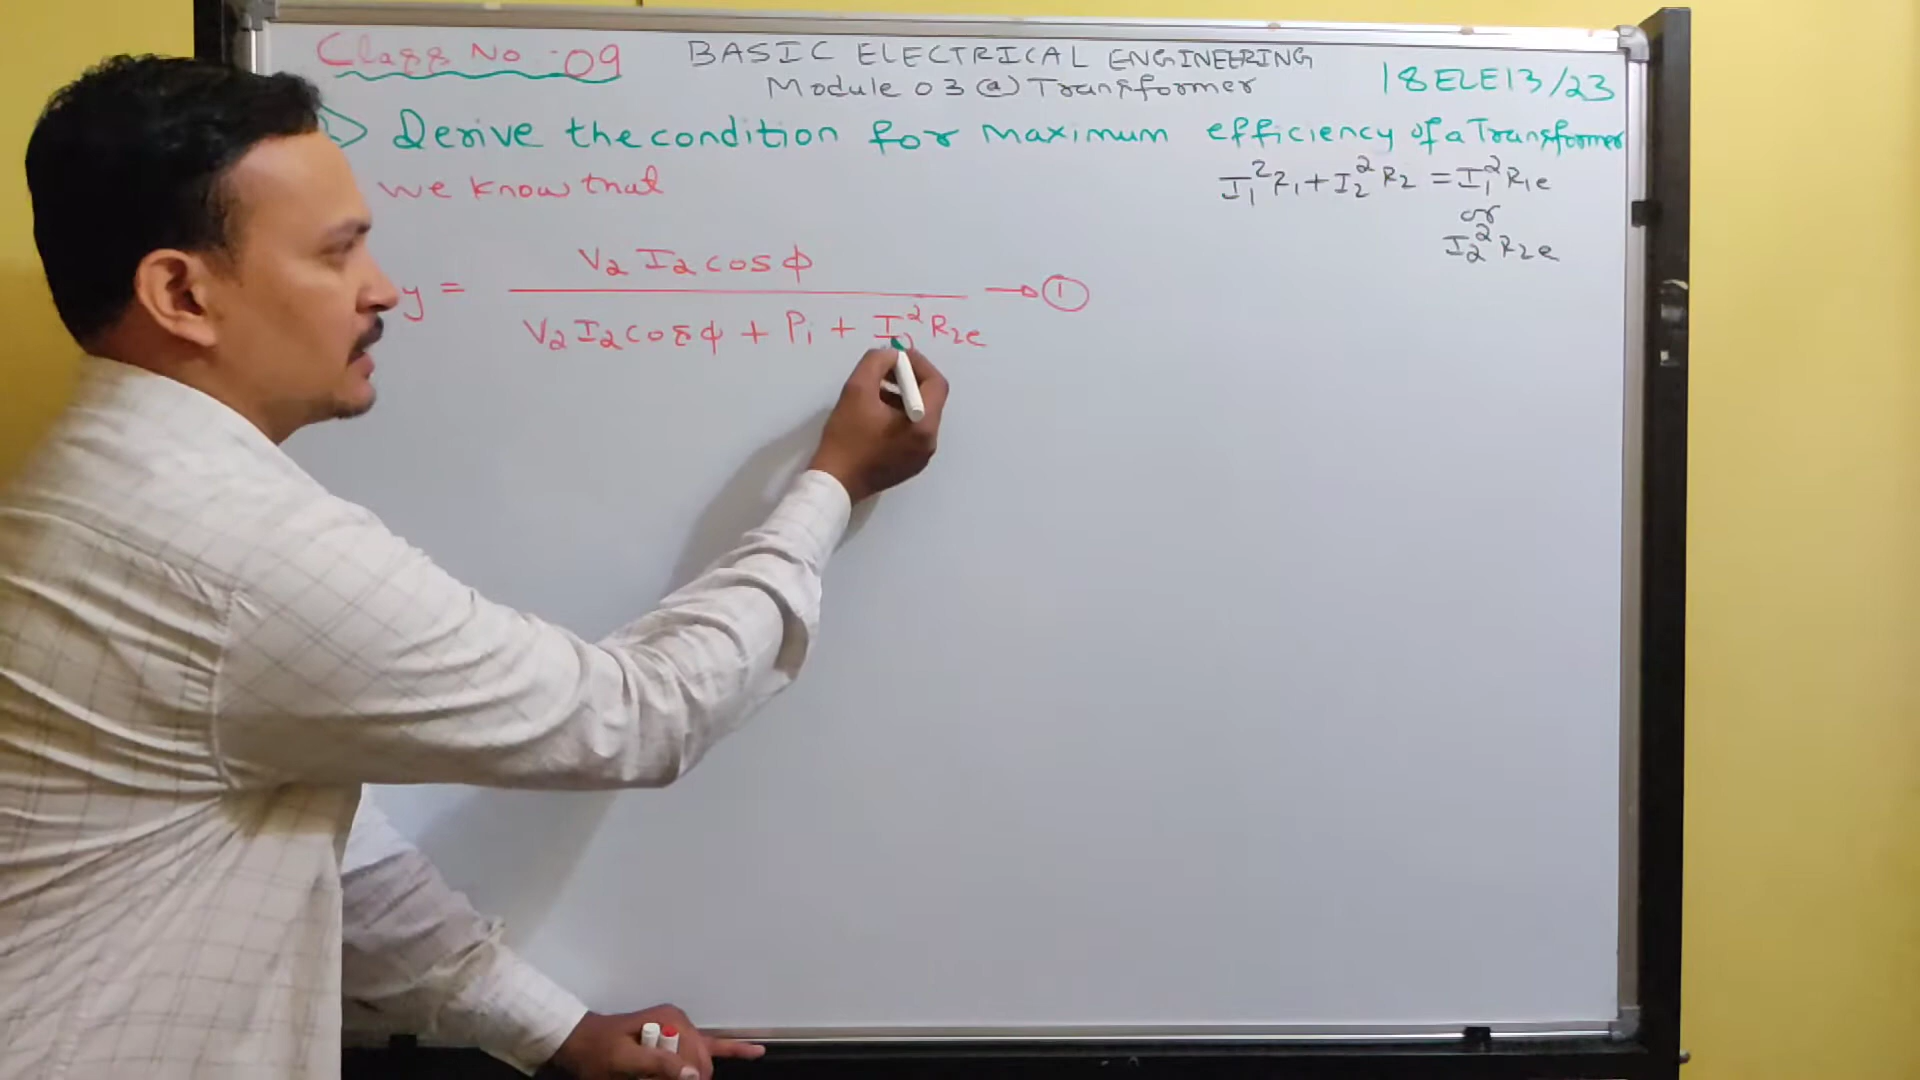 Class No :- 09
BASIC ELECTRICAL ENGINEERING
Module 03 (a) Transformer
18ELE13/23
Derive the condition for maximum efficiency of a Transformer
we know that
I₁²R₁ + I₂²R₂ = I₁²R₁e
or
I₂²R₂e
V₂ I₂ cos ϕ
y = → ①
V₂ I₂ cos ϕ + Pi + I₂² R₂e